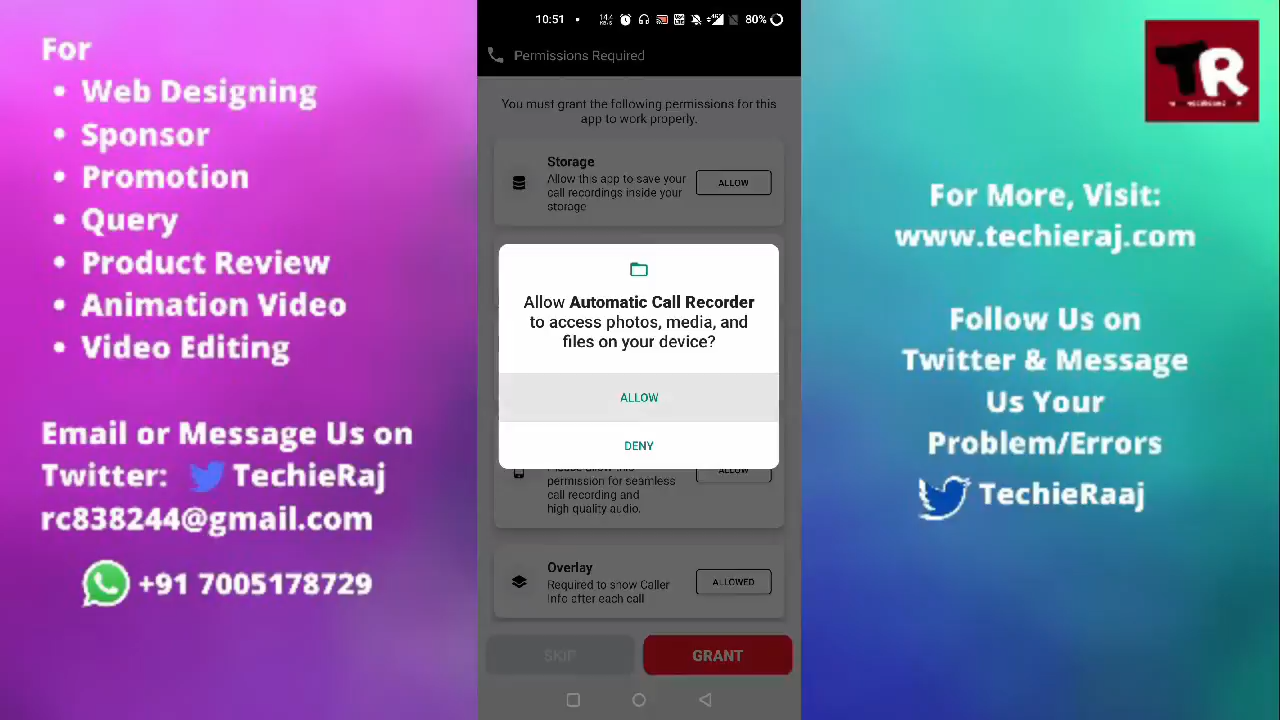 For
• Web Designing
• Sponsor
• Promotion
• Query
• Product Review
• Animation Video
• Video Editing
Email or Message Us on
Twitter: TechieRaj
rc838244@gmail.com
+91 7005178729
10:51
80%
Permissions Required
You must grant the following permissions for this
app to work properly.
Storage
Allow this app to save your
call recordings inside your
storage
ALLOW
Allow Automatic Call Recorder
to access photos, media, and
files on your device?
ALLOW
DENY
permission for seamless
call recording and
high quality audio.
ALLOW
Overlay
Required to show Caller
Info after each call
ALLOWED
SKIP
GRANT
TR
For More, Visit:
www.techieraj.com
Follow Us on
Twitter & Message
Us Your
Problem/Errors
TechieRaaj